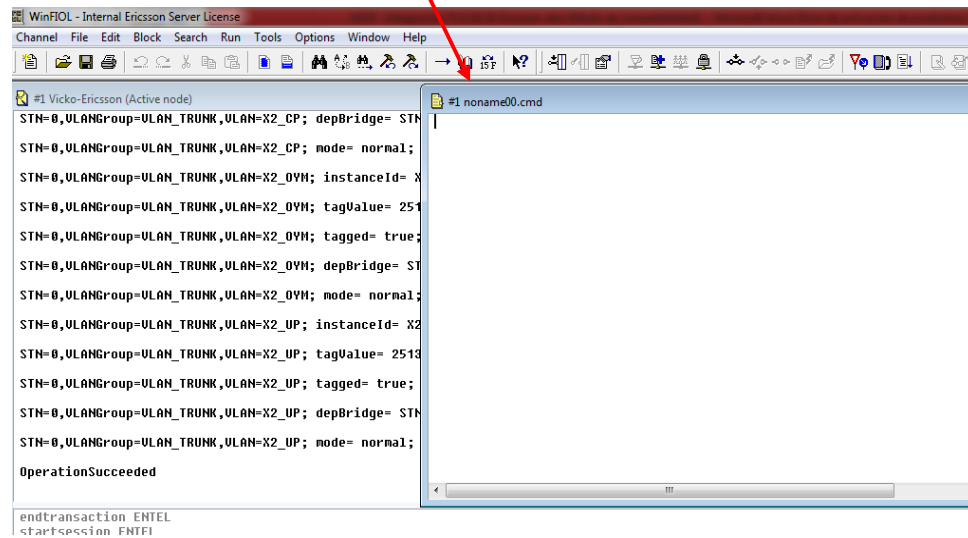 WinFIOL - Internal Ericsson Server License
Channel File Edit Block Search Run Tools Options Window Help
15F
#1 Vicko-Ericsson (Active node)
#1 noname00.cmd
STN=0,VLANGroup=VLAN_TRUNK,VLAN=X2_CP; depBridge= STN
STN=0,VLANGroup=VLAN_TRUNK,VLAN=X2_CP; mode= normal;
STN=0,VLANGroup=VLAN_TRUNK,VLAN=X2_OYM; instanceId= X
STN=0,VLANGroup=VLAN_TRUNK,VLAN=X2_OYM; tagValue= 251
STN=0,VLANGroup=VLAN_TRUNK,VLAN=X2_OYM; tagged= true;
STN=0,VLANGroup=VLAN_TRUNK,VLAN=X2_OYM; depBridge= ST
STN=0,VLANGroup=VLAN_TRUNK,VLAN=X2_OYM; mode= normal;
STN=0,VLANGroup=VLAN_TRUNK,VLAN=X2_UP; instanceId= X2
STN=0,VLANGroup=VLAN_TRUNK,VLAN=X2_UP; tagValue= 2513
STN=0,VLANGroup=VLAN_TRUNK,VLAN=X2_UP; tagged= true;
STN=0,VLANGroup=VLAN_TRUNK,VLAN=X2_UP; depBridge= STN
STN=0,VLANGroup=VLAN_TRUNK,VLAN=X2_UP; mode= normal;
OperationSucceeded
endtransaction ENTEL
startsession ENTEL